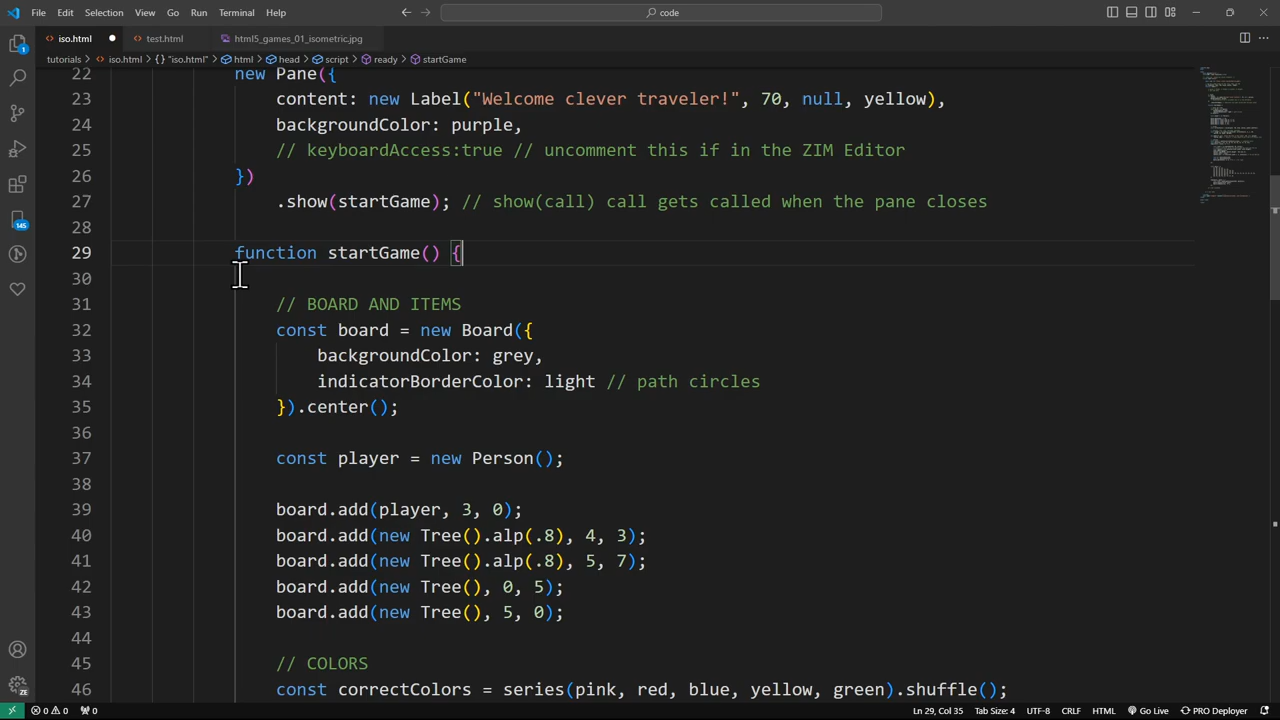 File Edit Selection View Go Run Terminal Help
code
iso.html
test.html
html5_games_01_isometric.jpg
tutorials > iso.html > {} "iso.html" > html > head > script > ready > startGame
22 new Pane({
23 content: new Label("Welcome clever traveler!", 70, null, yellow),
24 backgroundColor: purple,
25 // keyboardAccess:true // uncomment this if in the ZIM Editor
26 })
27 .show(startGame); // show(call) call gets called when the pane closes
28
29 function startGame() {
30
31 // BOARD AND ITEMS
32 const board = new Board({
33 backgroundColor: grey,
34 indicatorBorderColor: light // path circles
35 }).center();
36
37 const player = new Person();
38
39 board.add(player, 3, 0);
40 board.add(new Tree().alp(.8), 4, 3);
41 board.add(new Tree().alp(.8), 5, 7);
42 board.add(new Tree(), 0, 5);
43 board.add(new Tree(), 5, 0);
44
45 // COLORS
46 const correctColors = series(pink, red, blue, yellow, green).shuffle();
1
145
ZE
0 0 0 Ln 29, Col 35 Tab Size: 4 UTF-8 CRLF HTML Go Live PRO Deployer